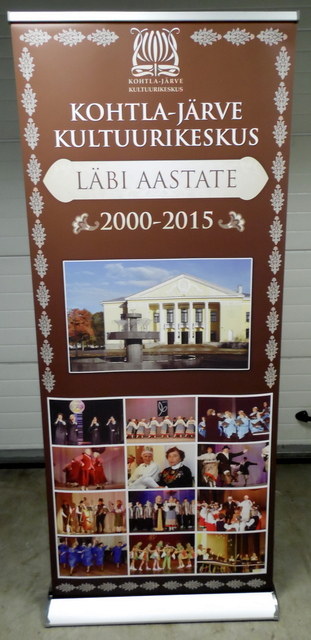 KOHTLA-JÄRVE
KULTUURIKESKUS
KOHTLA-JÄRVE
KULTUURIKESKUS
LÄBI AASTATE
2000-2015